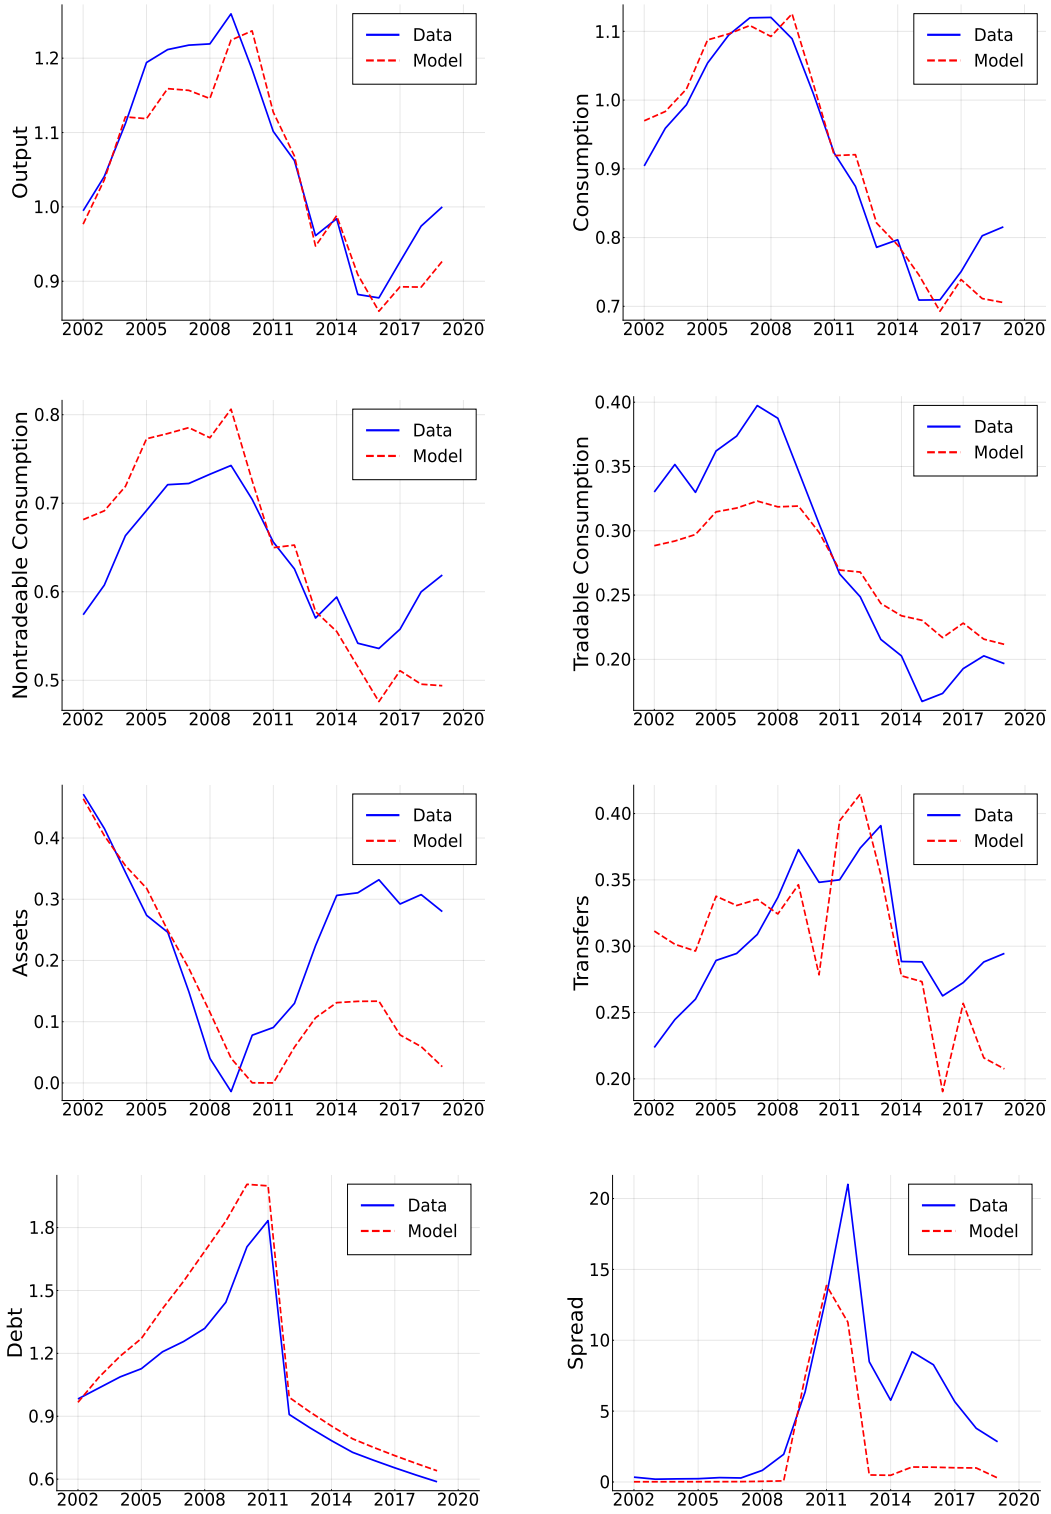 Output
1.2
1.1
1.0
0.9
2002 2005 2008 2011 2014 2017 2020
Data
Model
Consumption
1.1
1.0
0.9
0.8
0.7
2002 2005 2008 2011 2014 2017 2020
Data
Model
Nontradeable Consumption
0.8
0.7
0.6
0.5
2002 2005 2008 2011 2014 2017 2020
Data
Model
Tradable Consumption
0.40
0.35
0.30
0.25
0.20
2002 2005 2008 2011 2014 2017 2020
Data
Model
Assets
0.4
0.3
0.2
0.1
0.0
2002 2005 2008 2011 2014 2017 2020
Data
Model
Transfers
0.40
0.35
0.30
0.25
0.20
2002 2005 2008 2011 2014 2017 2020
Data
Model
Debt
1.8
1.5
1.2
0.9
0.6
2002 2005 2008 2011 2014 2017 2020
Data
Model
Spread
20
15
10
5
0
2002 2005 2008 2011 2014 2017 2020
Data
Model